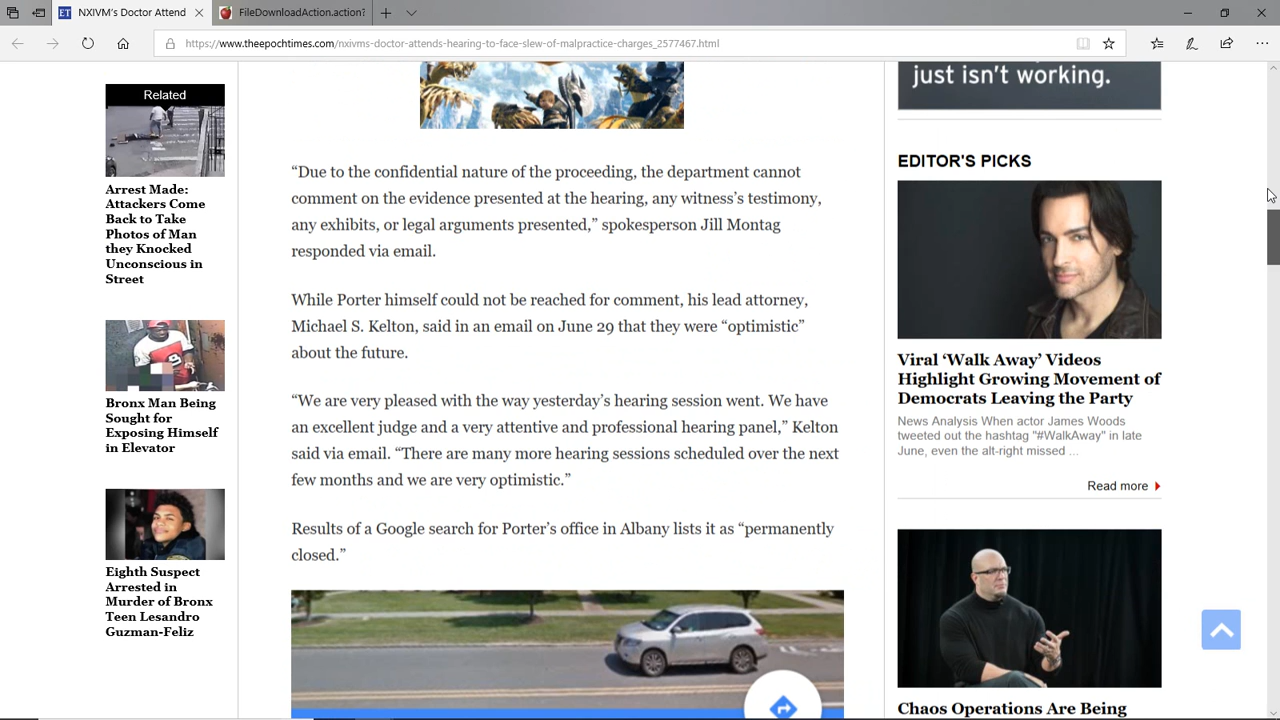 NXIVM's Doctor Attend
FileDownloadAction.action?
https://www.theepochtimes.com/nxivms-doctor-attends-hearing-to-face-slew-of-malpractice-charges_2577467.html
Related
Arrest Made:
Attackers Come
Back to Take
Photos of Man
they Knocked
Unconscious in
Street
Bronx Man Being
Sought for
Exposing Himself
in Elevator
Eighth Suspect
Arrested in
Murder of Bronx
Teen Lesandro
Guzman-Feliz
“Due to the confidential nature of the proceeding, the department cannot
comment on the evidence presented at the hearing, any witness’s testimony,
any exhibits, or legal arguments presented,” spokesperson Jill Montag
responded via email.
While Porter himself could not be reached for comment, his lead attorney,
Michael S. Kelton, said in an email on June 29 that they were “optimistic”
about the future.
“We are very pleased with the way yesterday’s hearing session went. We have
an excellent judge and a very attentive and professional hearing panel,” Kelton
said via email. “There are many more hearing sessions scheduled over the next
few months and we are very optimistic.”
Results of a Google search for Porter’s office in Albany lists it as “permanently
closed.”
just isn't working.
EDITOR'S PICKS
Viral ‘Walk Away’ Videos
Highlight Growing Movement of
Democrats Leaving the Party
News Analysis When actor James Woods
tweeted out the hashtag "#WalkAway" in late
June, even the alt-right missed ...
Read more
Chaos Operations Are Being